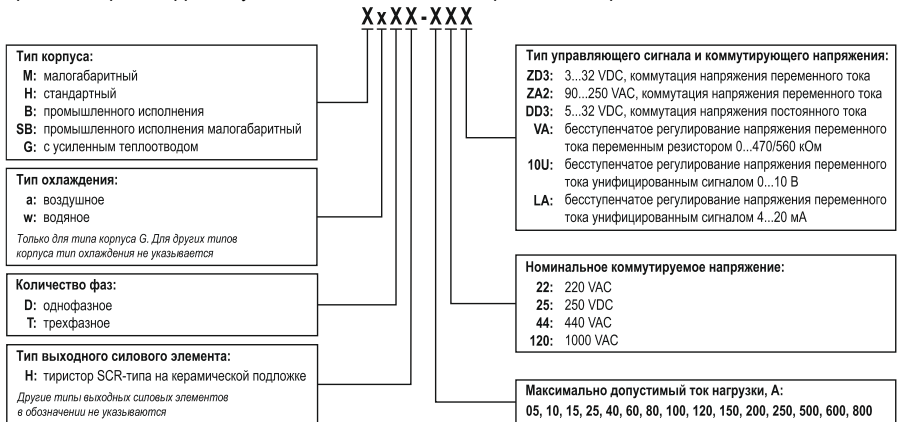 XxXX-XXX
Тип корпуса:
M: малогабаритный
H: стандартный
B: промышленного исполнения
SB: промышленного исполнения малогабаритный
G: с усиленным теплоотводом
Тип охлаждения:
a: воздушное
w: водяное
Только для типа корпуса G. Для других типов
корпуса тип охлаждения не указывается
Количество фаз:
D: однофазное
T: трехфазное
Тип выходного силового элемента:
H: тиристор SCR-типа на керамической подложке
Другие типы выходных силовых элементов
в обозначении не указываются
Тип управляющего сигнала и коммутирующего напряжения:
ZD3: 3...32 VDC, коммутация напряжения переменного тока
ZA2: 90...250 VAC, коммутация напряжения переменного тока
DD3: 5...32 VDC, коммутация напряжения постоянного тока
VA: бесступенчатое регулирование напряжения переменного
тока переменным резистором 0...470/560 кОм
10U: бесступенчатое регулирование напряжения переменного
тока унифицированным сигналом 0...10 В
LA: бесступенчатое регулирование напряжения переменного
тока унифицированным сигналом 4...20 мА
Номинальное коммутируемое напряжение:
22: 220 VAC
25: 250 VDC
44: 440 VAC
120: 1000 VAC
Максимально допустимый ток нагрузки, А:
05, 10, 15, 25, 40, 60, 80, 100, 120, 150, 200, 250, 500, 600, 800